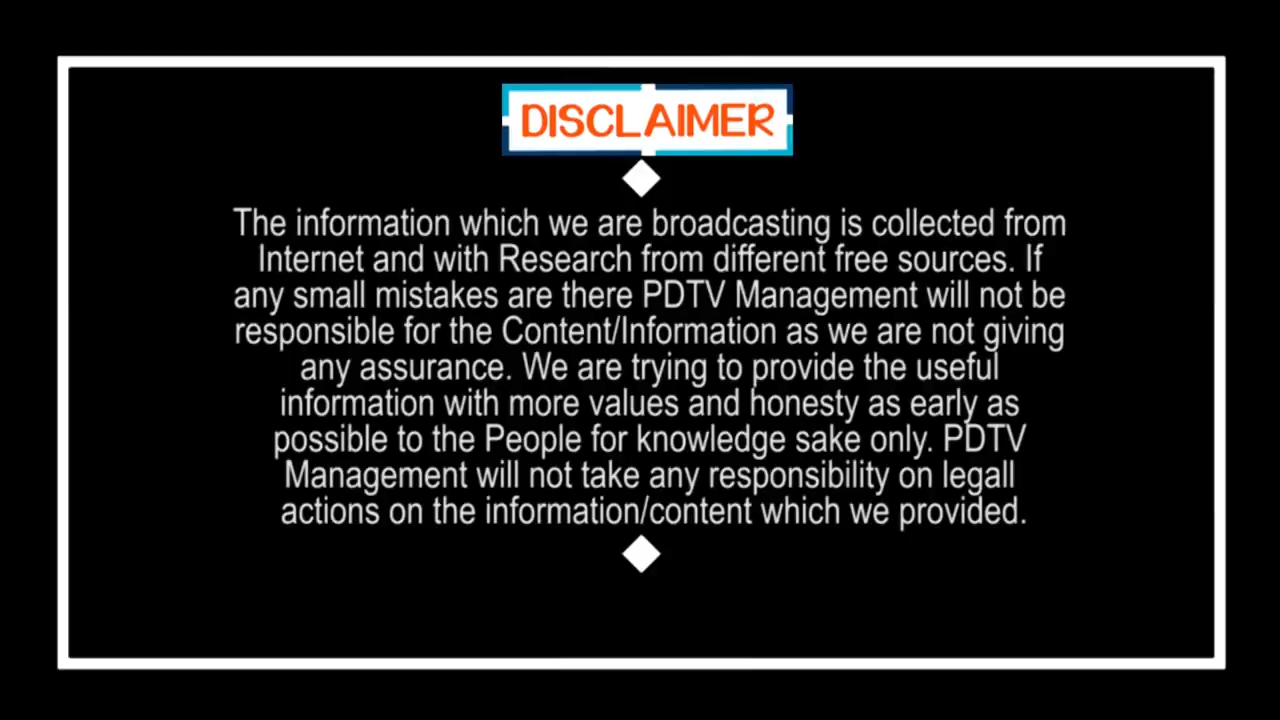 DISCLAIMER
The information which we are broadcasting is collected from
Internet and with Research from different free sources. If
any small mistakes are there PDTV Management will not be
responsible for the Content/Information as we are not giving
any assurance. We are trying to provide the useful
information with more values and honesty as early as
possible to the People for knowledge sake only. PDTV
Management will not take any responsibility on legall
actions on the information/content which we provided.